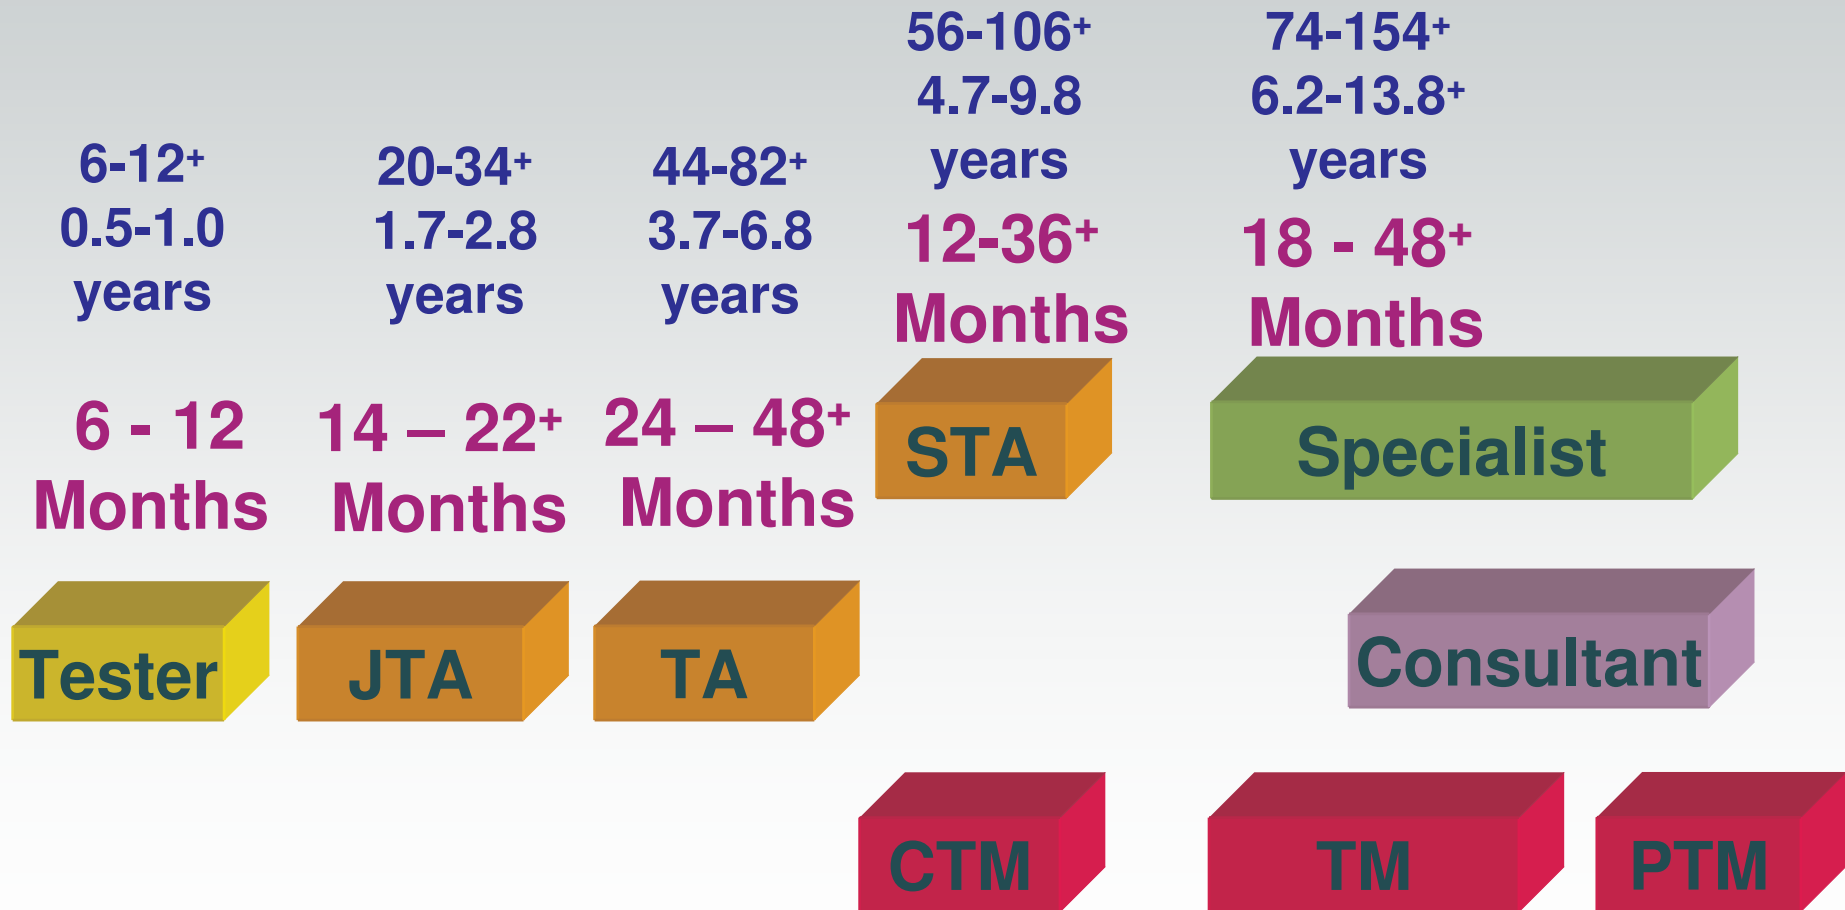 6-12+
0.5-1.0
years
6 - 12
Months
Tester
20-34+
1.7-2.8
years
14 – 22+
Months
JTA
44-82+
3.7-6.8
years
24 – 48+
Months
TA
56-106+
4.7-9.8
years
12-36+
Months
STA
74-154+
6.2-13.8+
years
18 - 48+
Months
Specialist
Consultant
CTM
TM
PTM